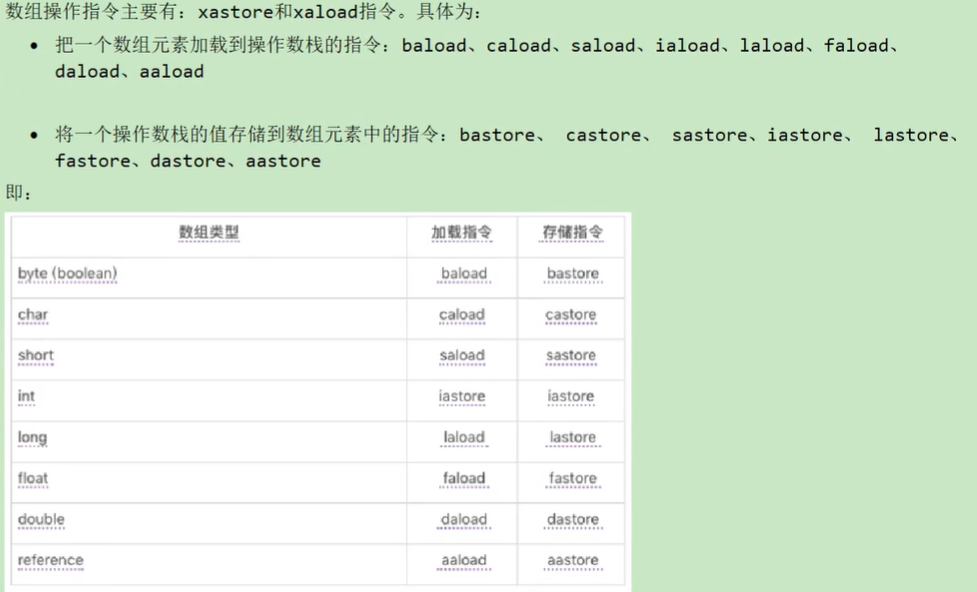 数组操作指令主要有：xastore和xaload指令。具体为：
• 把一个数组元素加载到操作数栈的指令：baload、caload、saload、iaload、laload、faload、
daload、aaload
• 将一个操作数栈的值存储到数组元素中的指令：bastore、 castore、 sastore、iastore、 lastore、
fastore、dastore、aastore
即：
数组类型 加载指令 存储指令
byte (boolean) baload bastore
char caload castore
short saload sastore
int iastore iastore
long laload lastore
float faload fastore
double daload dastore
reference aaload aastore